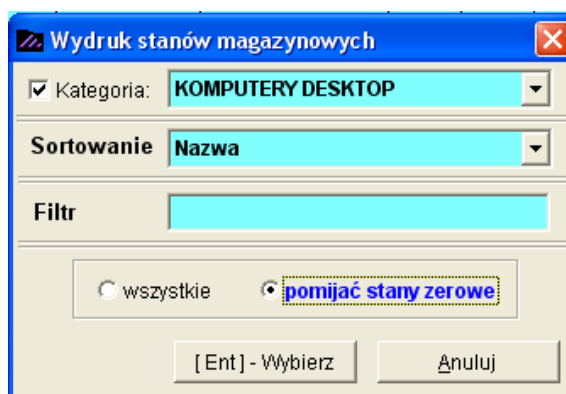 Wydruk stanów magazynowych
Kategoria: KOMPUTERY DESKTOP
Sortowanie Nazwa
Filtr
wszystkie pomijać stany zerowe
[ Ent ] - Wybierz Anuluj